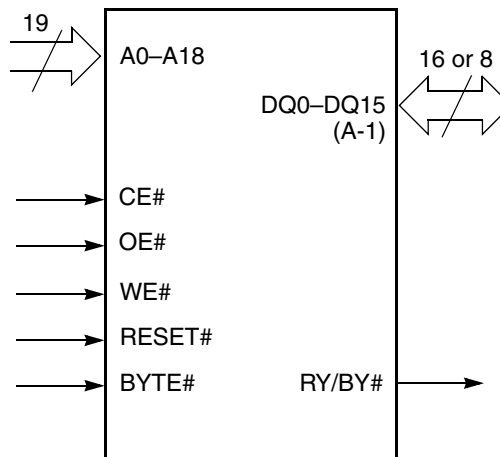 19
A0–A18
16 or 8
DQ0–DQ15
(A-1)
CE#
OE#
WE#
RESET#
BYTE#
RY/BY#